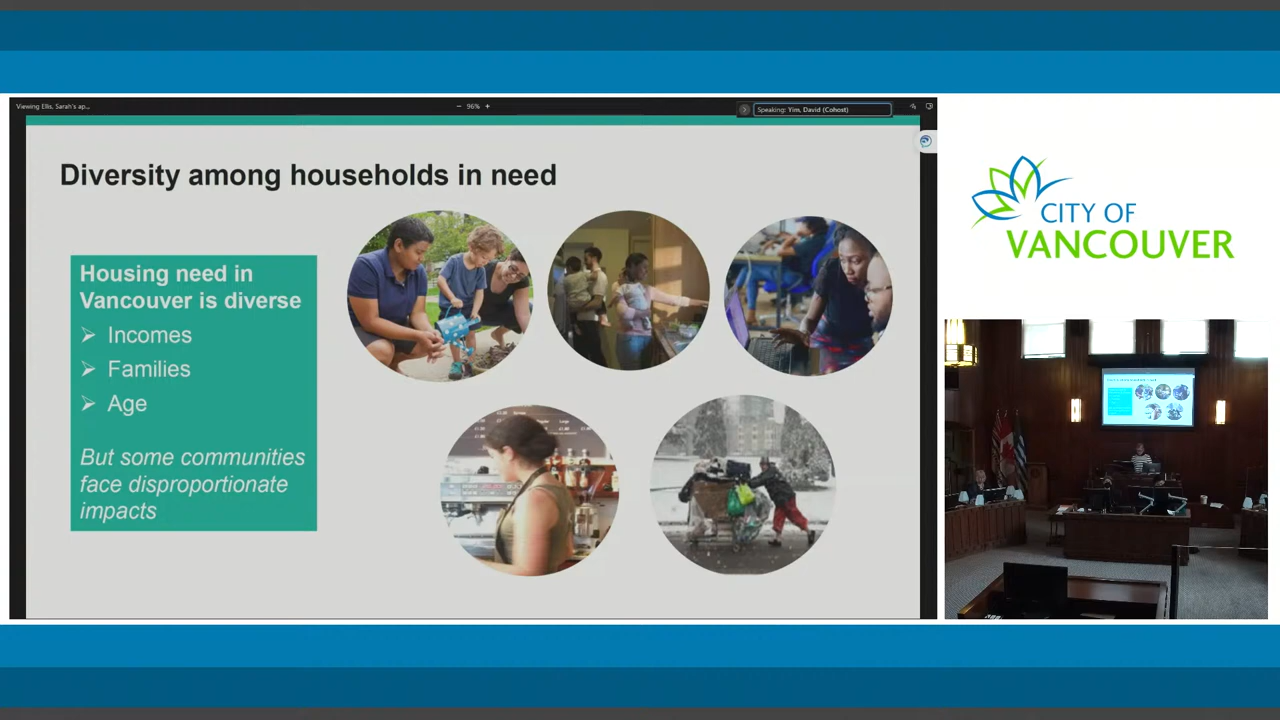 Viewing Ellis, Sarah's ap...
96%
Speaking: Yim, David (Cohost)
Diversity among households in need
Housing need in
Vancouver is diverse
Incomes
Families
Age
But some communities
face disproportionate
impacts
CITY OF
VANCOUVER